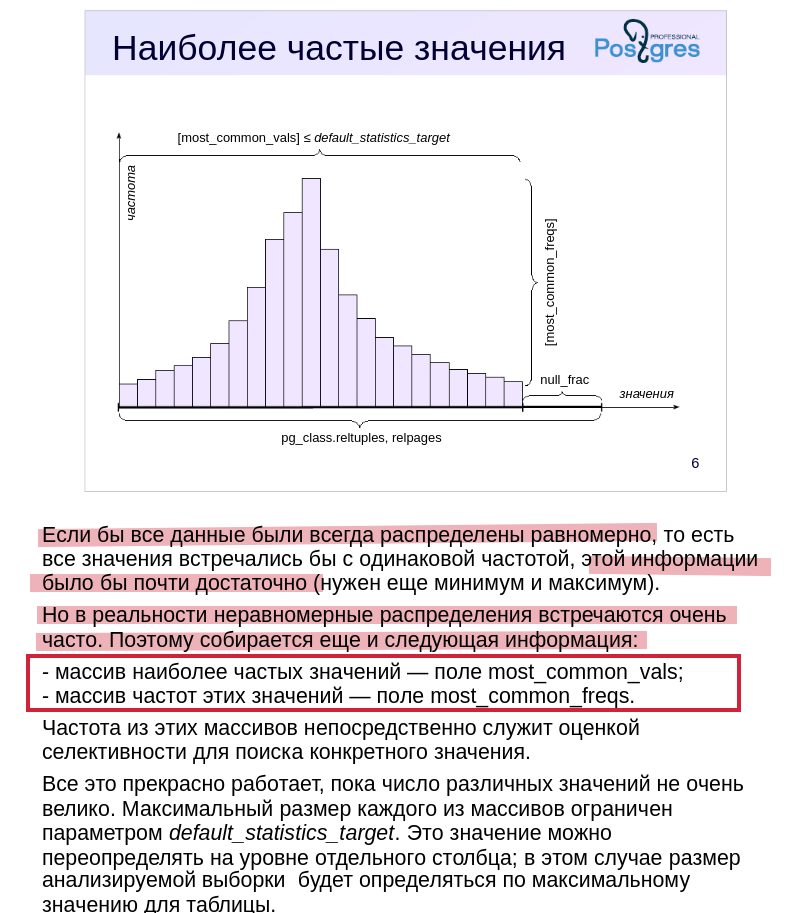 Наиболее частые значения
PROFESSIONAL
Postgres
[most_common_vals] ≤ default_statistics_target
частота
[most_common_freqs]
null_frac
значения
pg_class.reltuples, relpages
6
Если бы все данные были всегда распределены равномерно, то есть
все значения встречались бы с одинаковой частотой, этой информации
было бы почти достаточно (нужен еще минимум и максимум).
Но в реальности неравномерные распределения встречаются очень
часто. Поэтому собирается еще и следующая информация:
- массив наиболее частых значений — поле most_common_vals;
- массив частот этих значений — поле most_common_freqs.
Частота из этих массивов непосредственно служит оценкой
селективности для поиска конкретного значения.
Все это прекрасно работает, пока число различных значений не очень
велико. Максимальный размер каждого из массивов ограничен
параметром default_statistics_target. Это значение можно
переопределять на уровне отдельного столбца; в этом случае размер
анализируемой выборки  будет определяться по максимальному
значению для таблицы.